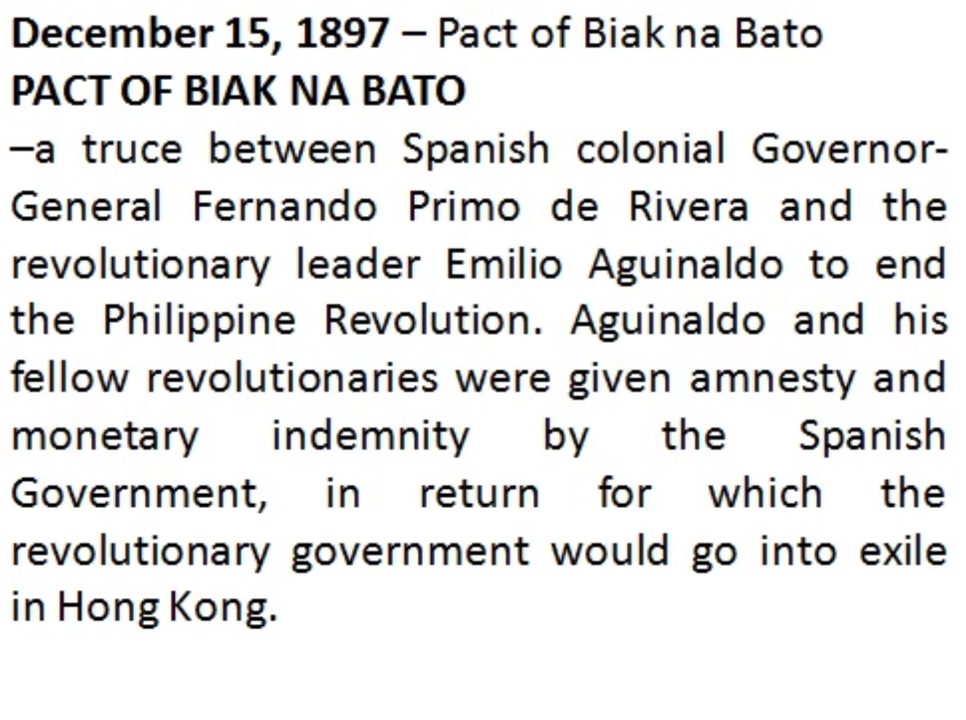 December 15, 1897 – Pact of Biak na Bato
PACT OF BIAK NA BATO
–a truce between Spanish colonial Governor-
General Fernando Primo de Rivera and the
revolutionary leader Emilio Aguinaldo to end
the Philippine Revolution. Aguinaldo and his
fellow revolutionaries were given amnesty and
monetary indemnity by the Spanish
Government, in return for which the
revolutionary government would go into exile
in Hong Kong.